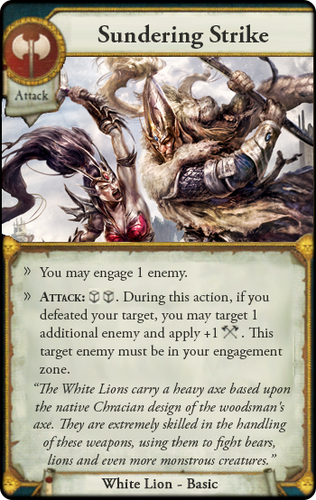 Sundering Strike
Attack
» You may engage 1 enemy.
» ATTACK: . During this action, if you
defeated your target, you may target 1
additional enemy and apply +1 . This
target enemy must be in your engagement
zone.
“The White Lions carry a heavy axe based upon
the native Chracian design of the woodsman’s
axe. They are extremely skilled in the handling
of these weapons, using them to fight bears,
lions and even more monstrous creatures.”
White Lion - Basic